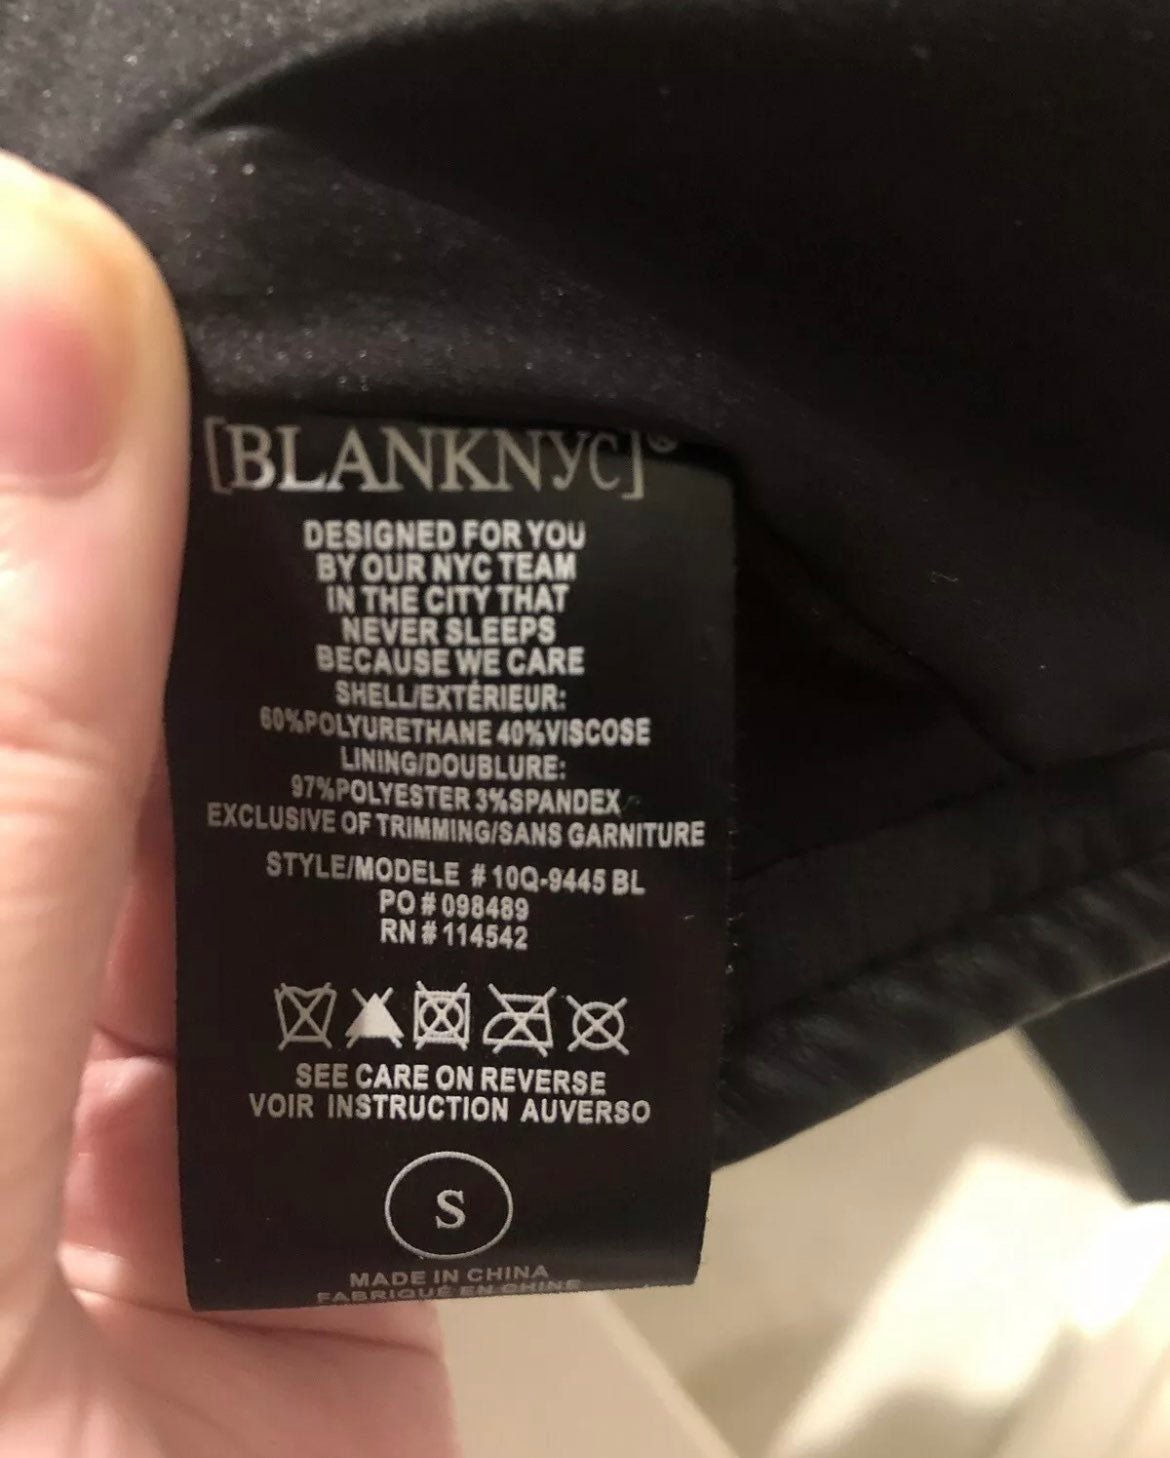 [BLANKNYC]®
DESIGNED FOR YOU
BY OUR NYC TEAM
IN THE CITY THAT
NEVER SLEEPS
BECAUSE WE CARE
SHELL/EXTÉRIEUR:
60%POLYURETHANE 40%VISCOSE
LINING/DOUBLURE:
97%POLYESTER 3%SPANDEX
EXCLUSIVE OF TRIMMING/SANS GARNITURE
STYLE/MODELE # 10Q-9445 BL
PO # 098489
RN # 114542
SEE CARE ON REVERSE
VOIR INSTRUCTION AUVERSO
S
MADE IN CHINA
FABRIQUÉ EN CHINE